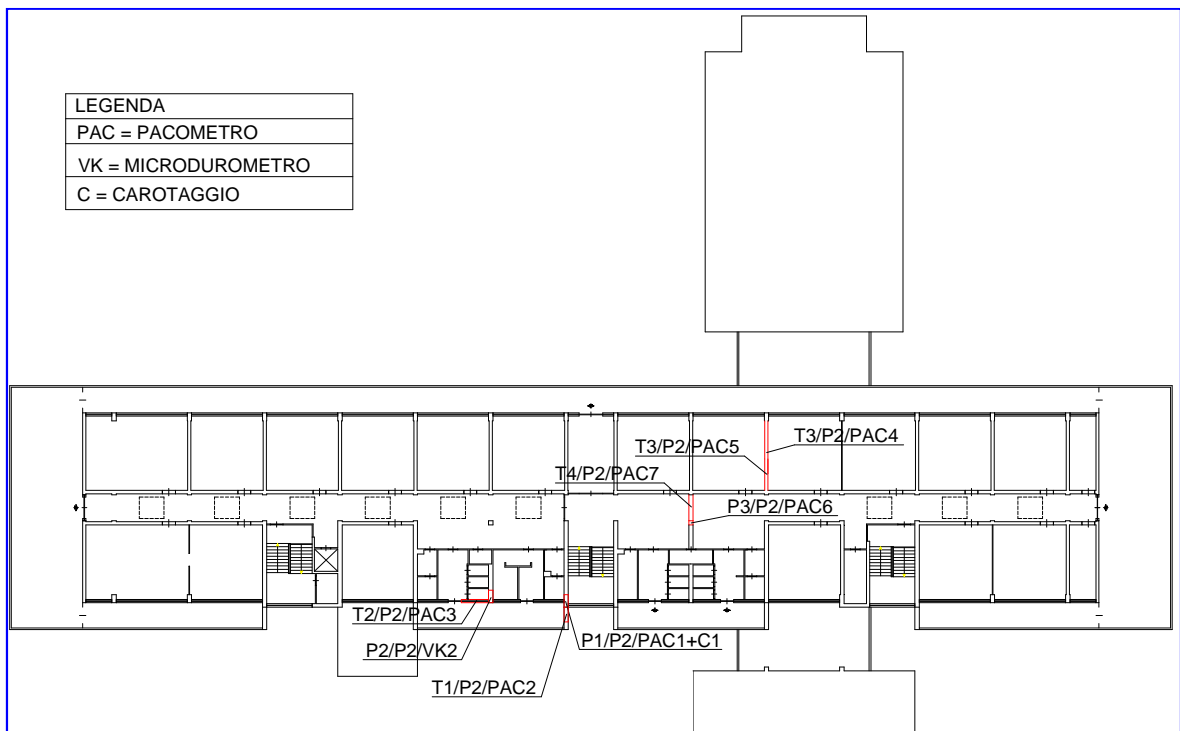 LEGENDA
PAC = PACOMETRO
VK = MICRODUROMETRO
C = CAROTAGGIO
T3/P2/PAC4
T3/P2/PAC5
T4/P2/PAC7
P3/P2/PAC6
T2/P2/PAC3
P1/P2/PAC1+C1
P2/P2/VK2
T1/P2/PAC2